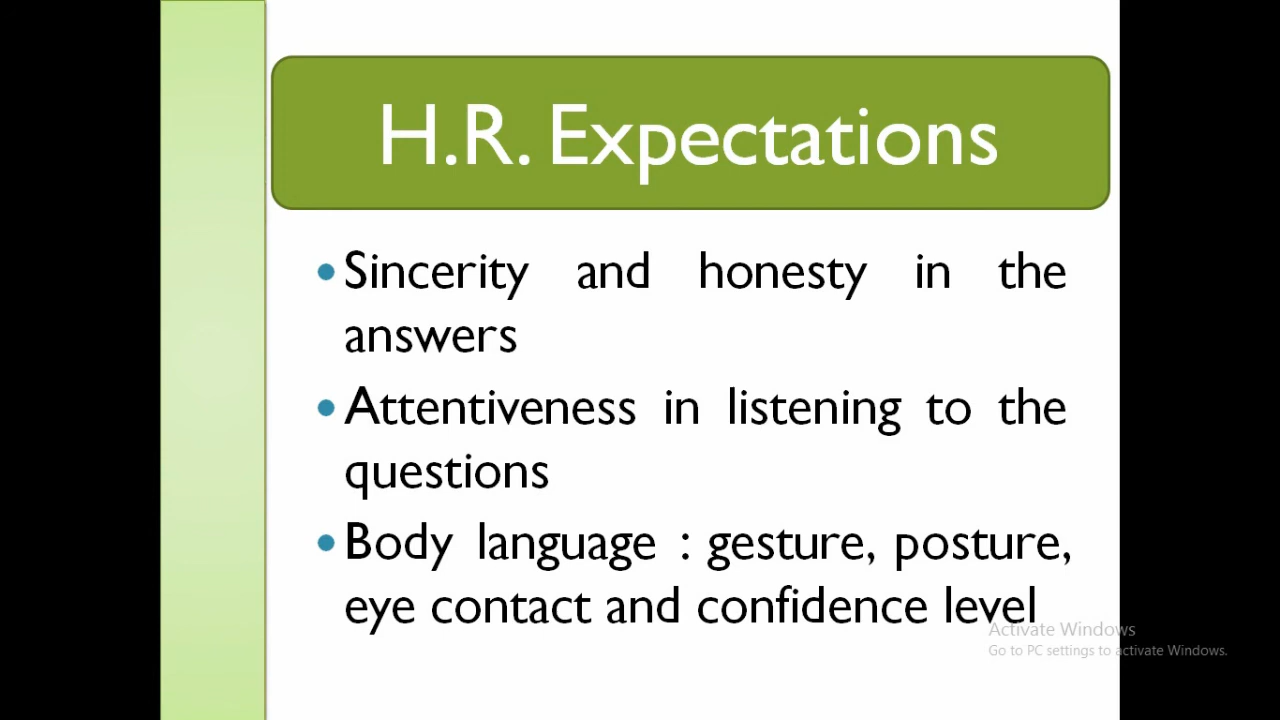 H.R. Expectations
•Sincerity and honesty in the
answers
•Attentiveness in listening to the
questions
•Body language : gesture, posture,
eye contact and confidence level
Activate Windows
Go to PC settings to activate Windows.